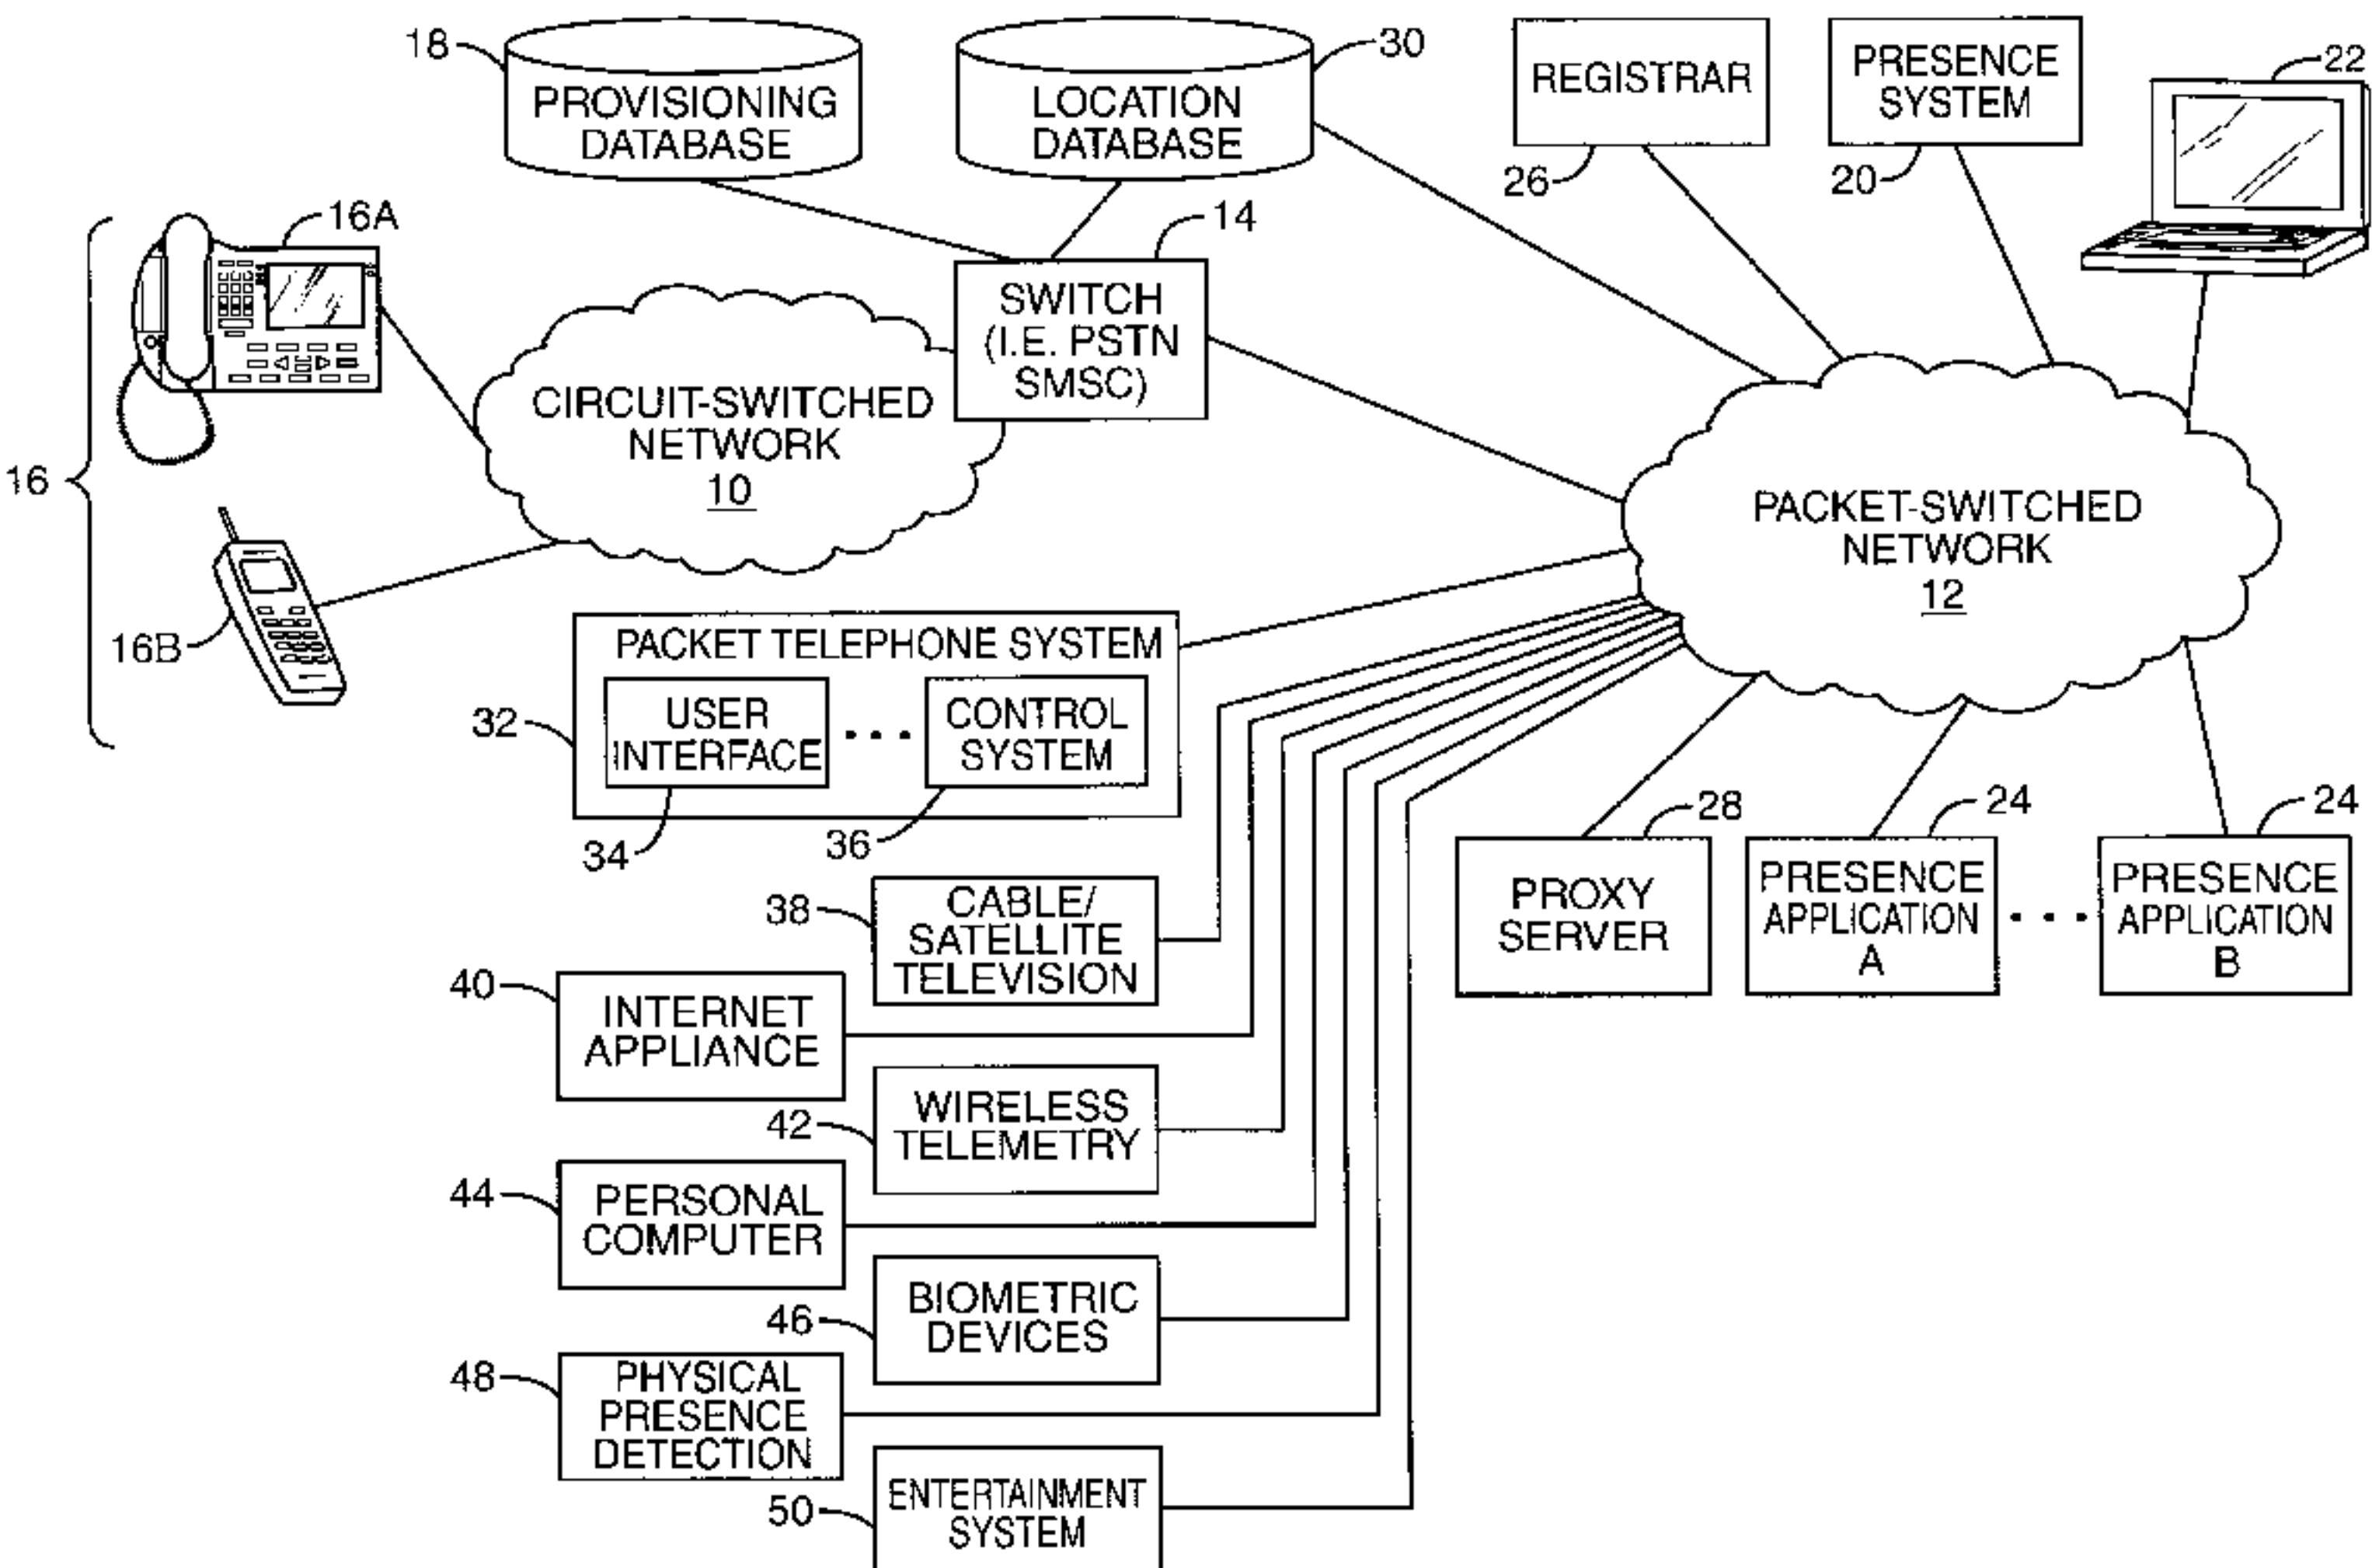 18
PROVISIONING
DATABASE
LOCATION
DATABASE
30
REGISTRAR
26
PRESENCE
SYSTEM
20
22
16
16A
16B
CIRCUIT-SWITCHED
NETWORK
10
14
SWITCH
(I.E. PSTN
SMSC)
PACKET-SWITCHED
NETWORK
12
PACKET TELEPHONE SYSTEM
32
USER
INTERFACE
• • •
CONTROL
SYSTEM
34
36
28
PROXY
SERVER
24
PRESENCE
APPLICATION
A
• • •
24
PRESENCE
APPLICATION
B
38
CABLE/
SATELLITE
TELEVISION
40
INTERNET
APPLIANCE
42
WIRELESS
TELEMETRY
44
PERSONAL
COMPUTER
46
BIOMETRIC
DEVICES
48
PHYSICAL
PRESENCE
DETECTION
50
ENTERTAINMENT
SYSTEM